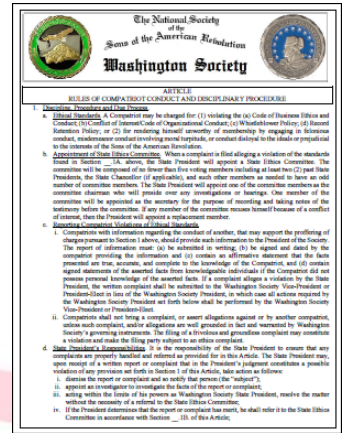 The National Society
Sons of the American Revolution
Washington Society
ARTICLE
RULES OF COMPATRIOT CONDUCT AND DISCIPLINARY PROCEDURE
1. Discipline, Procedure and Due Process.
a. Ethical Standards. A Compatriot may be charged for: (1) violating the (a) Code of Business Ethics and
Conduct; (b) Conflict of Interest/Code of Organizational Conduct; (c) Whistleblower Policy; (d) Record
Retention Policy; or (2) for rendering himself unworthy of membership by engaging in felonious
conduct, misdemeanor conduct involving moral turpitude, or conduct disloyal to the ideals or prejudicial
to the interests of the Sons of the American Revolution.
b. Appointment of State Ethics Committee. When a complaint is filed alleging a violation of the standards
found in Section __.1A. above, the State President will appoint a State Ethics Committee. The
committee will be composed of no fewer than five voting members including at least two (2) past State
Presidents, the State Chancellor (if applicable), and such other members as needed to have an odd
number of committee members. The State President will appoint one of the committee members as the
committee chairman who will preside over any investigations or hearings. One member of the
committee will be appointed as the secretary for the purpose of recording and taking notes of the
testimony before the committee. If any member of the committee recuses himself because of a conflict
of interest, then the President will appoint a replacement member.
c. Reporting Compatriot Violations of Ethical Standards.
i. Compatriots with information regarding the conduct of another, that may support the proffering of
charges pursuant to Section 1 above, should provide such information to the President of the Society.
The report of information must: (a) be submitted in writing; (b) be signed and dated by the
compatriot providing the information and (c) contain an affirmative statement that the facts
presented are true, accurate, and complete to the knowledge of the Compatriot, and (d) contain
signed statements of the asserted facts from knowledgeable individuals if the Compatriot did not
possess personal knowledge of the asserted facts. If a complaint alleges a violation by the State
President, the written complaint shall be submitted to the Washington Society Vice-President or
President-Elect in lieu of the Washington Society President, in which case all actions required by
the Washington Society President set forth below shall be performed by the Washington Society
Vice-President or President-Elect.
ii. Compatriots shall not bring a complaint, or assert allegations against or by another compatriot,
unless such complaint, and/or allegations are well grounded in fact and warranted by Washington
Society's governing instruments. The filing of a frivolous and groundless complaint may constitute
a violation and make the filing party subject to an ethics complaint.
d. State President's Responsibilities. It is the responsibility of the State President to ensure that any
complaints are properly handled and referred as provided for in this Article. The State President may,
upon receipt of a written report or complaint that in the President's judgment constitutes a possible
violation of any provision set forth in Section 1 of this Article, take action as follows:
i. dismiss the report or complaint and so notify that person (the "subject");
ii. appoint an investigator to investigate the facts of the report or complaint;
iii. acting within the limits of his powers as Washington Society State President, resolve the matter
without the necessity of a referral to the State Ethics Committee;
iv. If the President determines that the report or complaint has merit, he shall refer it to the State Ethics
Committee in accordance with Section __.1B. of this Article;